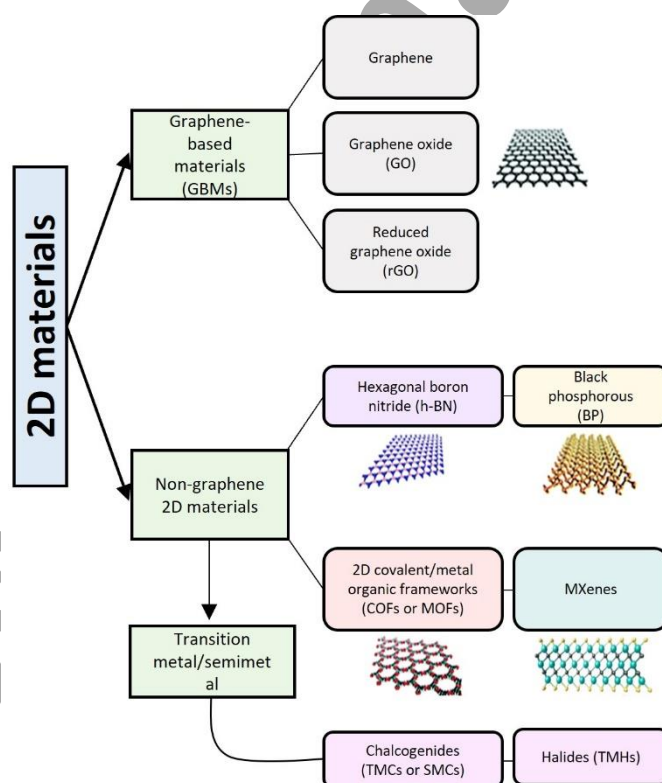 Graphene
Graphene-
based
materials
(GBMs)
Graphene oxide
(GO)
Reduced
graphene oxide
(rGO)
2D materials
Hexagonal boron
nitride (h-BN)
Black
phosphorous
(BP)
Non-graphene
2D materials
2D covalent/metal
organic frameworks
(COFs or MOFs)
MXenes
Transition
metal/semimet
al
Chalcogenides
(TMCs or SMCs)
Halides (TMHs)